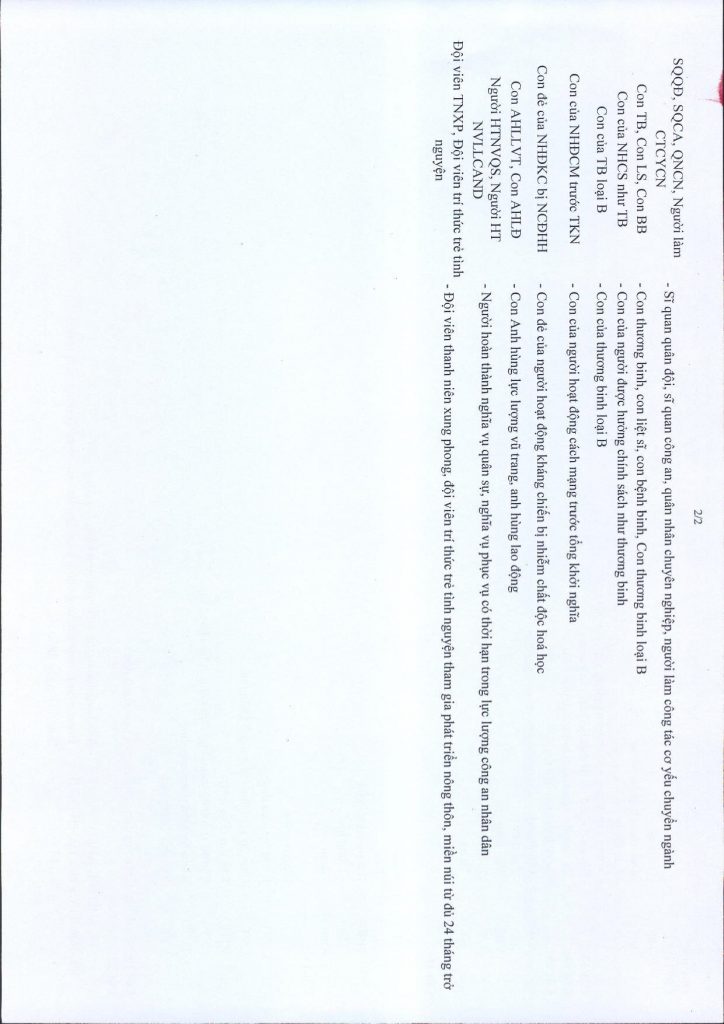 2/2
SQQĐ, SQCA, QNCN, Người làm CTCYCN - Sĩ quan quân đội, sĩ quan công an, quân nhân chuyên nghiệp, người làm công tác cơ yếu chuyển ngành
Con TB, Con LS, Con BB - Con thương binh, con liệt sĩ, con bệnh binh, Con thương binh loại B
Con của NHCS như TB - Con của người được hưởng chính sách như thương binh
Con của TB loại B - Con của thương binh loại B
Con của NHĐCM trước TKN - Con của người hoạt động cách mạng trước tổng khởi nghĩa
Con đẻ của NHĐKC bị NCĐHH - Con đẻ của người hoạt động kháng chiến bị nhiễm chất độc hoá học
Con AHLLVT, Con AHLĐ - Con Anh hùng lực lượng vũ trang, anh hùng lao động
Người HTNVQS, Người HT NVLLCAND - Người hoàn thành nghĩa vụ quân sự, nghĩa vụ phục vụ có thời hạn trong lực lượng công an nhân dân
Đội viên TNXP, Đội viên trí thức trẻ tình nguyện - Đội viên thanh niên xung phong, đội viên trí thức trẻ tình nguyện tham gia phát triển nông thôn, miền núi từ đủ 24 tháng trở